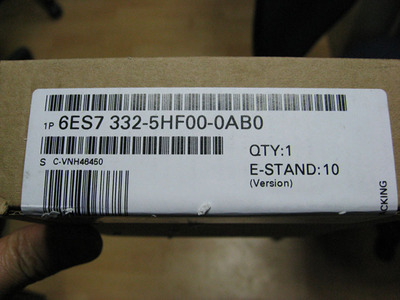 1P 6ES7 332-5HF00-0AB0
S C-VNH46450
QTY:1
E-STAND:10
(Version)
CKING